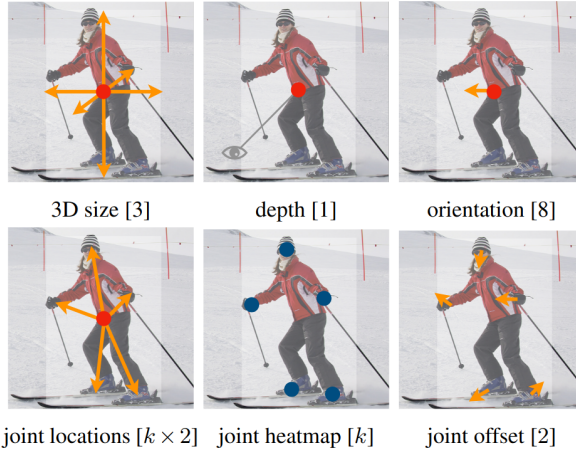 3D size [3] depth [1] orientation [8]
joint locations [k × 2] joint heatmap [k] joint offset [2]